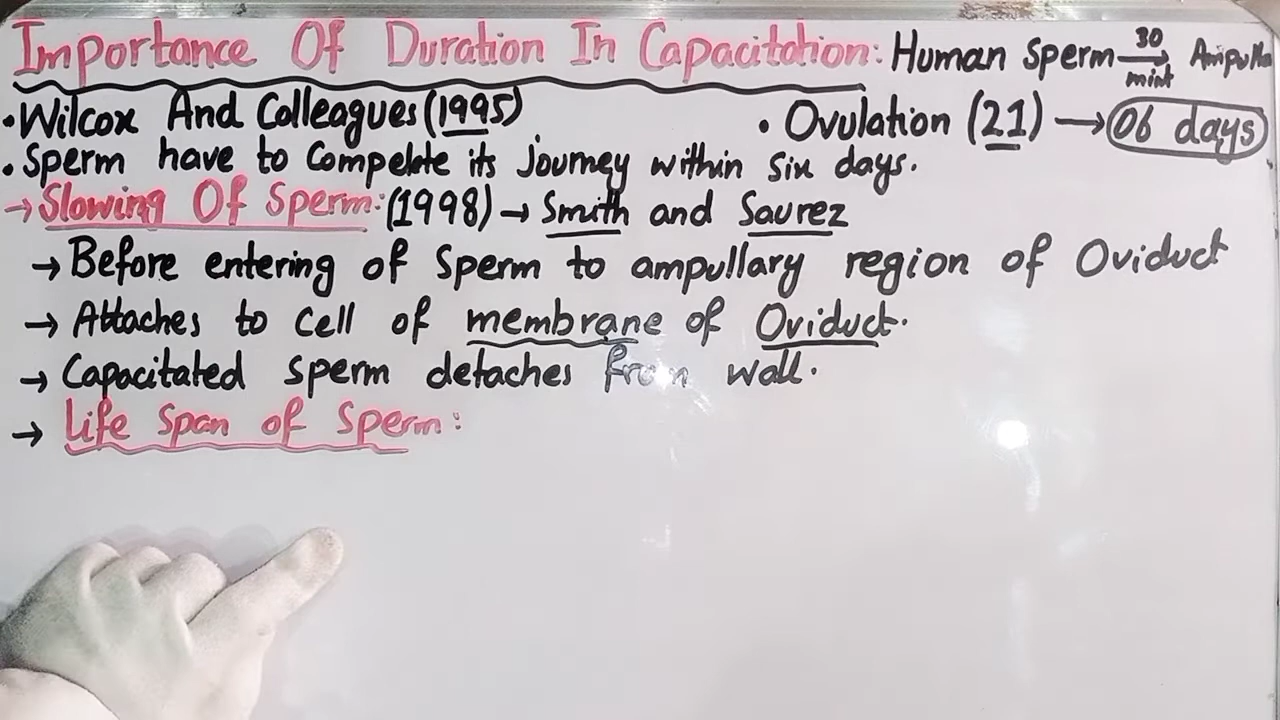 Importance Of Duration In Capacitation: Human Sperm 30 mint → Ampulla
• Wilcox And Colleagues (1995) • Ovulation (21) → 06 days
• Sperm have to Compelete its journey within six days.
→ Slowing Of Sperm: (1998) → Smith and Saurez
→ Before entering of Sperm to ampullary region of Oviduct
→ Attaches to cell of membrane of Oviduct.
→ Capacitated sperm detaches from wall.
→ Life Span of Sperm: